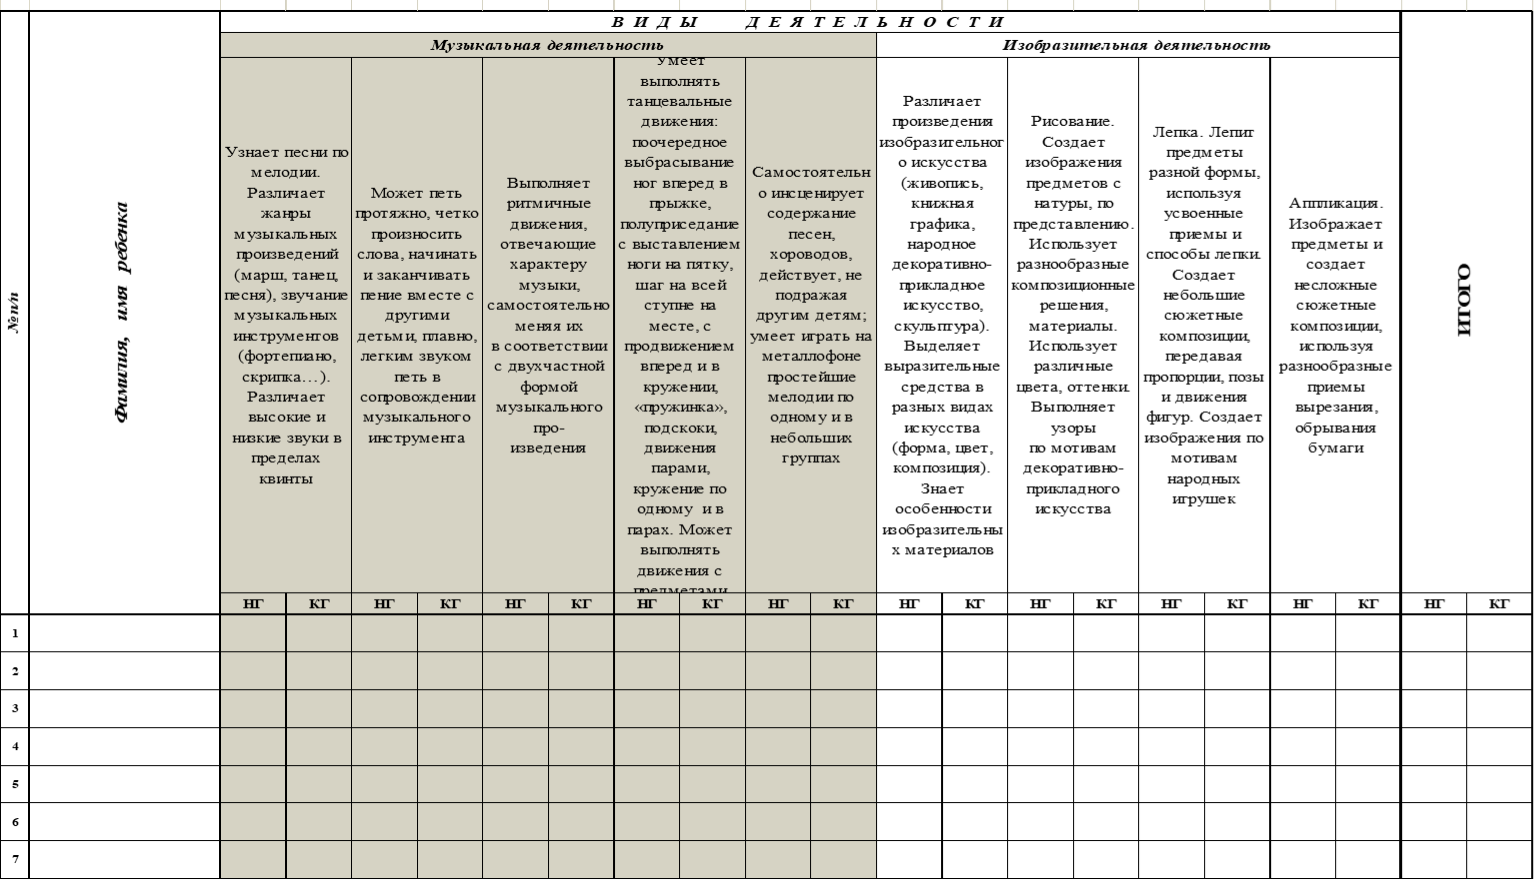 ВИДЫ ДЕЯТЕЛЬНОСТИ
Музыкальная деятельность
Изобразительная деятельность
№п/п
Фамилия, имя ребенка
Узнает песни по
мелодии.
Различает
жанры
музыкальных
произведений
(марш, танец,
песня), звучание
музыкальных
инструментов
(фортепиано,
скрипка…).
Различает
высокие и
низкие звуки в
пределах
квинты
Может петь
протяжно, четко
произносить
слова, начинать
и заканчивать
пение вместе с
другими
детьми, плавно,
легким звуком
петь в
сопровождении
музыкального
инструмента
Выполняет
ритмичные
движения,
отвечающие
характеру
музыки,
самостоятельно
меняя их
в соответствии
с двухчастной
формой
музыкального
про-
изведения
Умеет
выполнять
танцевальные
движения:
поочередное
выбрасывание
ног вперед в
прыжке,
полуприседание
с выставлением
ноги на пятку,
шаг на всей
ступне на
месте, с
продвижением
вперед и в
кружении,
«пружинка»,
подскоки,
движения
парами,
кружение по
одному и в
парах. Может
выполнять
движения с
предметами
Самостоятельн
о инсценирует
содержание
песен,
хороводов,
действует, не
подражая
другим детям;
умеет играть на
металлофоне
простейшие
мелодии по
одному и в
небольших
группах
Различает
произведения
изобразительног
о искусства
(живопись,
книжная
графика,
народное
декоративно-
прикладное
искусство,
скульптура).
Выделяет
выразительные
средства в
разных видах
искусства
(форма, цвет,
композиция).
Знает
особенности
изобразительны
х материалов
Рисование.
Создает
изображения
предметов с
натуры, по
представлению.
Использует
разнообразные
композиционные
решения,
материалы.
Использует
различные
цвета, оттенки.
Выполняет
узоры
по мотивам
декоративно-
прикладного
искусства
Лепка. Лепит
предметы
разной формы,
используя
усвоенные
приемы и
способы лепки.
Создает
небольшие
сюжетные
композиции,
передавая
пропорции, позы
и движения
фигур. Создает
изображения по
мотивам
народных
игрушек
Аппликация.
Изображает
предметы и
создает
несложные
сюжетные
композиции,
используя
разнообразные
приемы
вырезания,
обрывания
бумаги
ИТОГО
НГ КГ НГ КГ НГ КГ НГ КГ НГ КГ НГ КГ НГ КГ НГ КГ НГ КГ НГ КГ
1
2
3
4
5
6
7